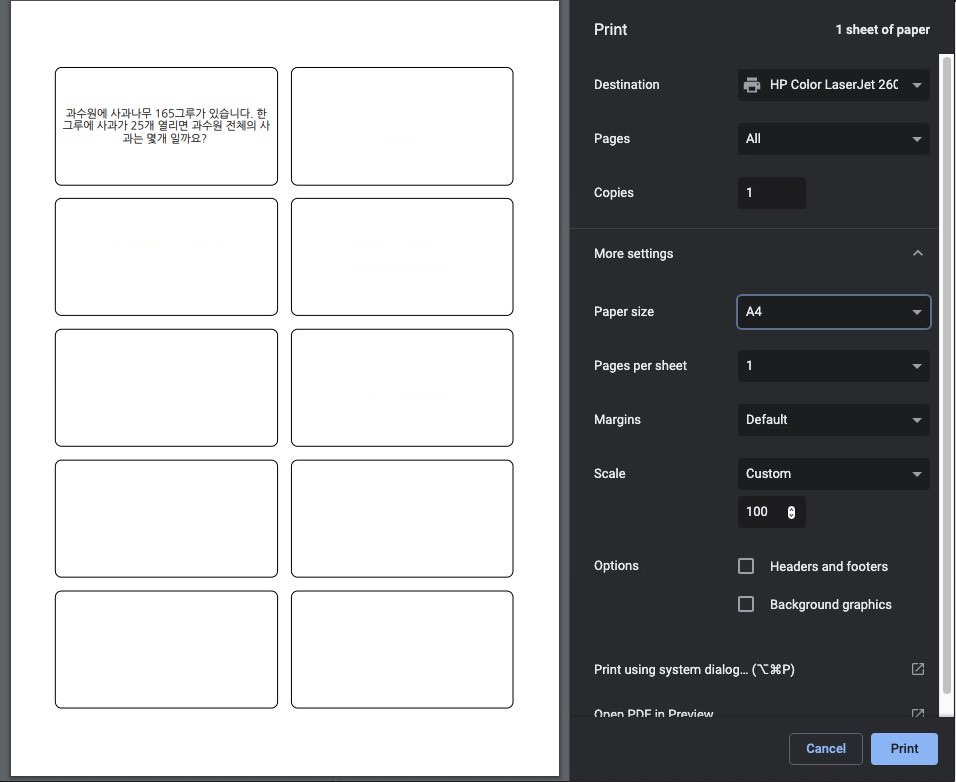 과수원에 사과나무 165그루가 있습니다. 한
그루에 사과가 25개 열리면 과수원 전체의 사
과는 몇개 일까요?
Print
1 sheet of paper
Destination
HP Color LaserJet 260
Pages
All
Copies
1
More settings
Paper size
A4
Pages per sheet
1
Margins
Default
Scale
Custom
100
Options
Headers and footers
Background graphics
Print using system dialog... (⌥⌘P)
Open PDF in Preview
Cancel
Print